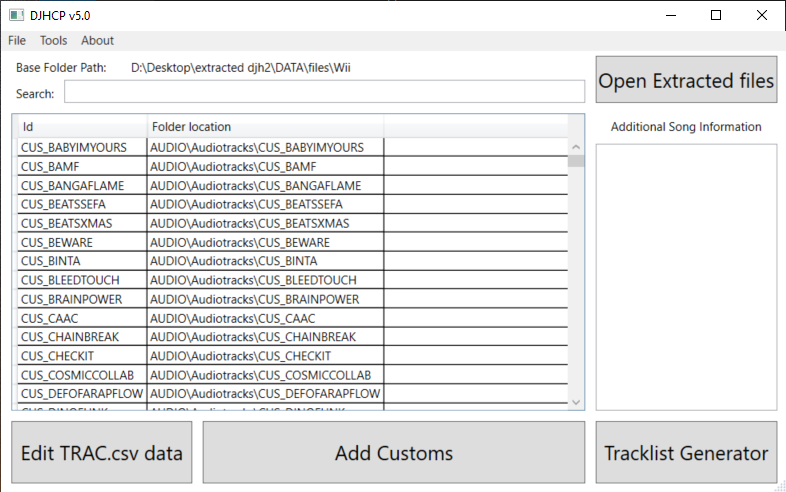 DJHCP v5.0
File Tools About
Base Folder Path: D:\Desktop\extracted djh2\DATA\files\Wii
Open Extracted files
Search:
Additional Song Information
Id Folder location
CUS_BABYIMYOURS AUDIO\Audiotracks\CUS_BABYIMYOURS
CUS_BAMF AUDIO\Audiotracks\CUS_BAMF
CUS_BANGAFLAME AUDIO\Audiotracks\CUS_BANGAFLAME
CUS_BEATSSEFA AUDIO\Audiotracks\CUS_BEATSSEFA
CUS_BEATSXMAS AUDIO\Audiotracks\CUS_BEATSXMAS
CUS_BEWARE AUDIO\Audiotracks\CUS_BEWARE
CUS_BINTA AUDIO\Audiotracks\CUS_BINTA
CUS_BLEEDTOUCH AUDIO\Audiotracks\CUS_BLEEDTOUCH
CUS_BRAINPOWER AUDIO\Audiotracks\CUS_BRAINPOWER
CUS_CAAC AUDIO\Audiotracks\CUS_CAAC
CUS_CHAINBREAK AUDIO\Audiotracks\CUS_CHAINBREAK
CUS_CHECKIT AUDIO\Audiotracks\CUS_CHECKIT
CUS_COSMICCOLLAB AUDIO\Audiotracks\CUS_COSMICCOLLAB
CUS_DEFOFARAPFLOW AUDIO\Audiotracks\CUS_DEFOFARAPFLOW
Edit TRAC.csv data
Add Customs
Tracklist Generator